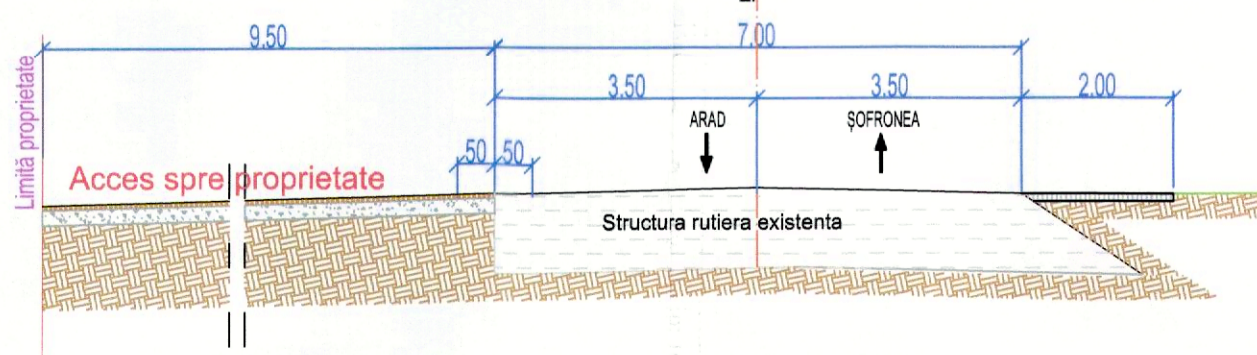 9.50
7.00
3.50
3.50
2.00
Limită proprietate
ARAD
ȘOFRONEA
50
50
Acces spre proprietate
Structura rutiera existenta